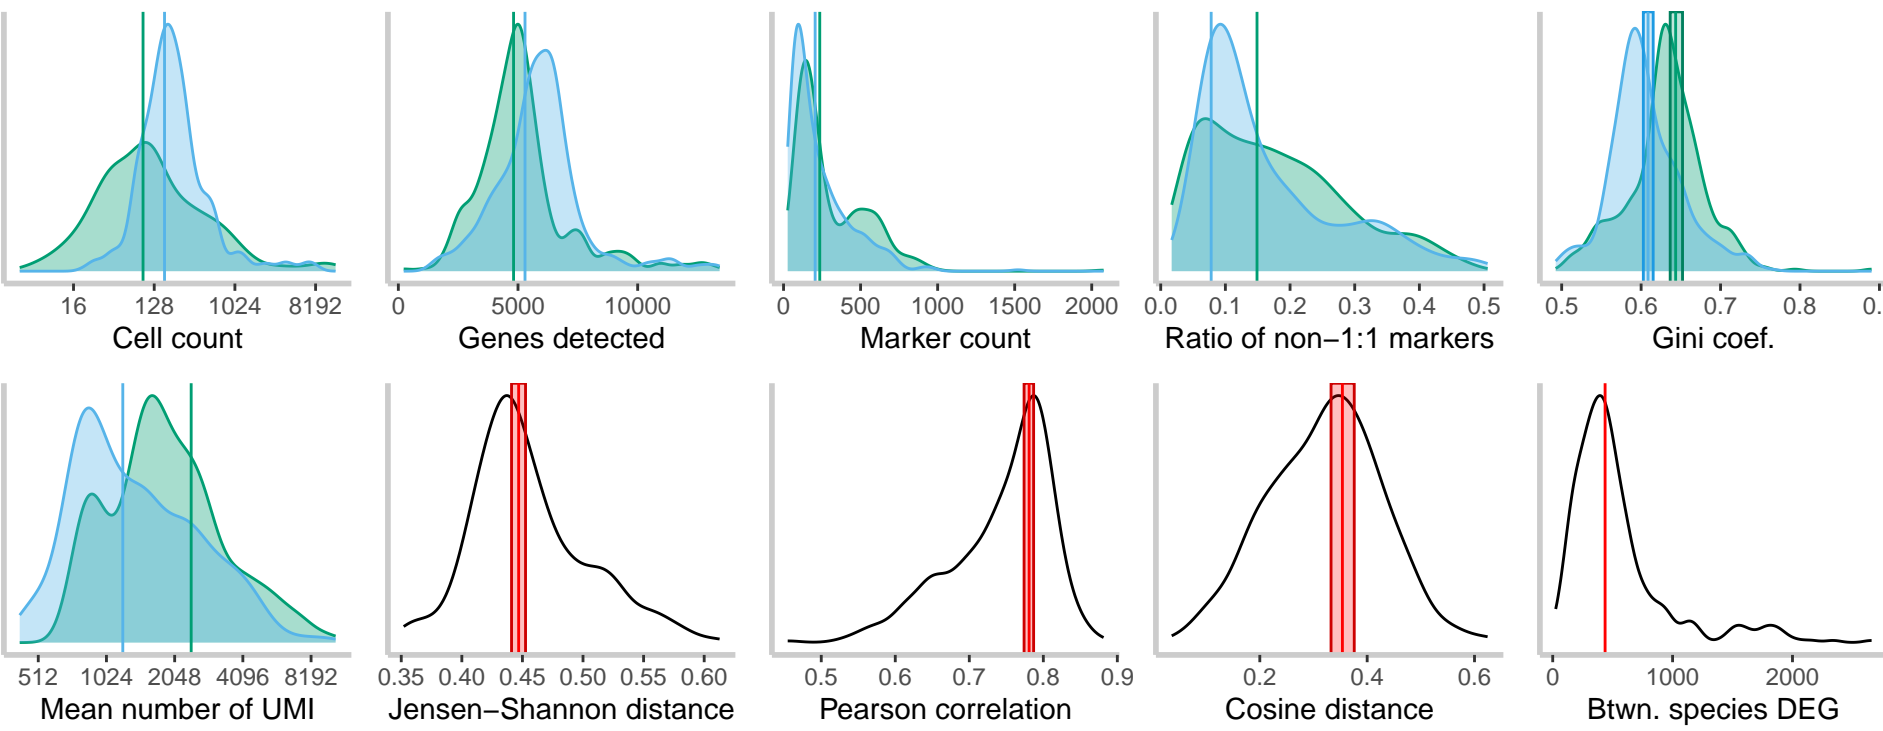 16 128 1024 8192
Cell count
0 5000 10000
Genes detected
0 500 1000 1500 2000
Marker count
0.0 0.1 0.2 0.3 0.4 0.5
Ratio of non−1:1 markers
0.5 0.6 0.7 0.8 0.
Gini coef.
512 1024 2048 4096 8192
Mean number of UMI
0.35 0.40 0.45 0.50 0.55 0.60
Jensen−Shannon distance
0.5 0.6 0.7 0.8 0.9
Pearson correlation
0.2 0.4 0.6
Cosine distance
0 1000 2000
Btwn. species DEG